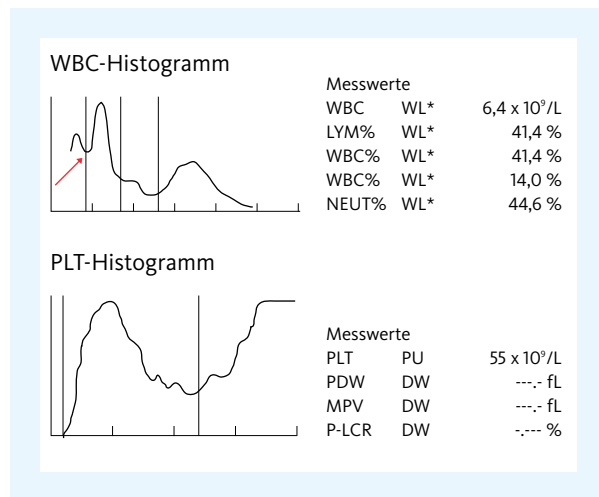 WBC-Histogramm
Messwerte
WBC WL* 6,4 x 10⁹/L
LYM% WL* 41,4 %
WBC% WL* 41,4 %
WBC% WL* 14,0 %
NEUT% WL* 44,6 %
PLT-Histogramm
Messwerte
PLT PU 55 x 10⁹/L
PDW DW ---.- fL
MPV DW ---.- fL
P-LCR DW -.--- %